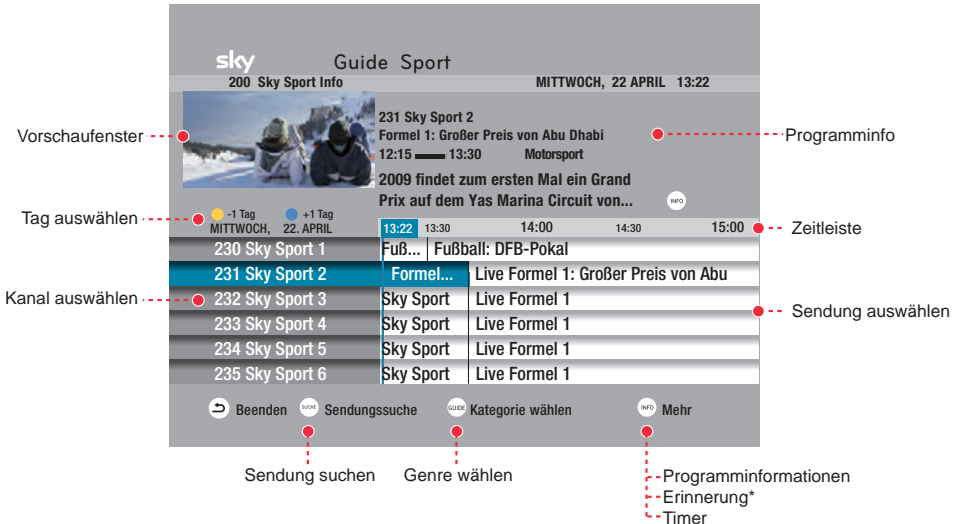 sky Guide Sport
200 Sky Sport Info MITTWOCH, 22 APRIL 13:22
231 Sky Sport 2
Vorschaufenster
Formel 1: Großer Preis von Abu Dhabi
Programminfo
12:15 13:30 Motorsport
2009 findet zum ersten Mal ein Grand
Prix auf dem Yas Marina Circuit von...
INFO
Tag auswählen
-1 Tag +1 Tag
MITTWOCH, 22. APRIL
13:22 13:30 14:00 14:30 15:00
Zeitleiste
230 Sky Sport 1 Fuß... Fußball: DFB-Pokal
231 Sky Sport 2 Formel... Live Formel 1: Großer Preis von Abu
Kanal auswählen
232 Sky Sport 3 Sky Sport Live Formel 1
Sendung auswählen
233 Sky Sport 4 Sky Sport Live Formel 1
234 Sky Sport 5 Sky Sport Live Formel 1
235 Sky Sport 6 Sky Sport Live Formel 1
Beenden SUCHE Sendungssuche GUIDE Kategorie wählen INFO Mehr
Sendung suchen
Genre wählen
Programminformationen
Erinnerung*
Timer